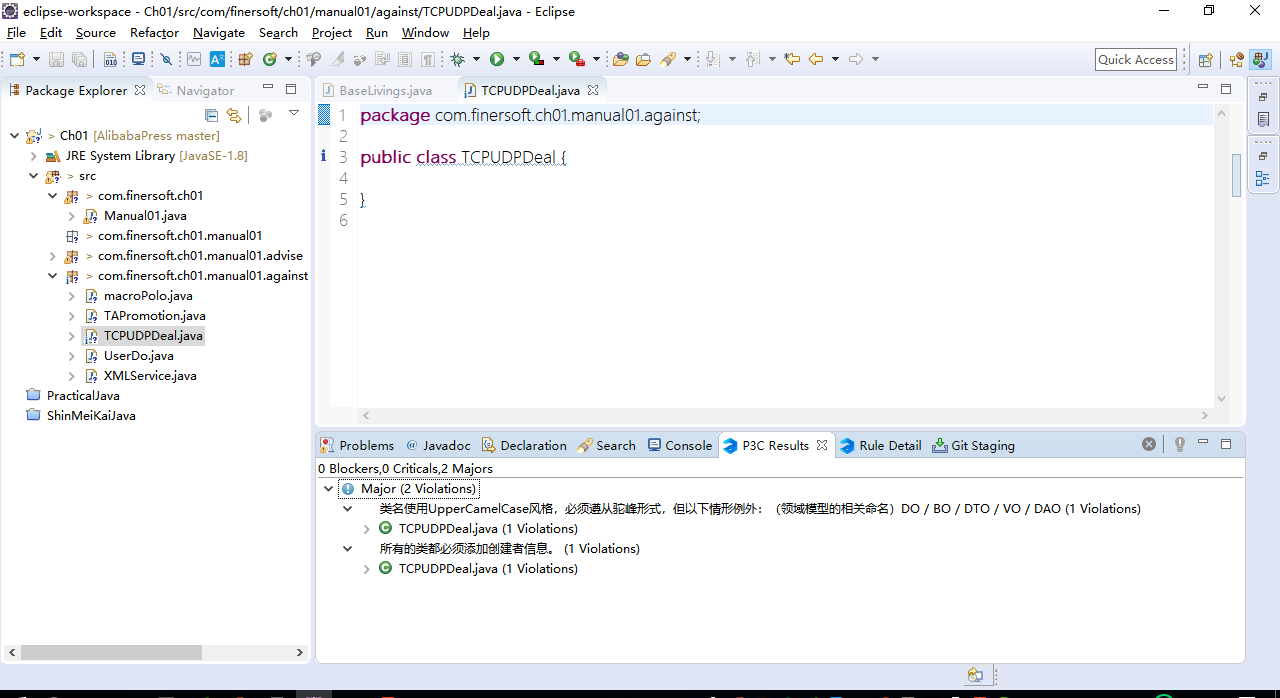 eclipse-workspace - Ch01/src/com/finersoft/ch01/manual01/against/TCPUDPDeal.java - Eclipse
File Edit Source Refactor Navigate Search Project Run Window Help
Quick Access
Package Explorer Navigator
> Ch01 [AlibabaPress master]
JRE System Library [JavaSE-1.8]
> src
> com.finersoft.ch01
Manual01.java
> com.finersoft.ch01.manual01
> com.finersoft.ch01.manual01.advise
> com.finersoft.ch01.manual01.against
macroPolo.java
TAPromotion.java
TCPUDPDeal.java
UserDo.java
XMLService.java
PracticalJava
ShinMeiKaiJava
BaseLivings.java TCPUDPDeal.java
1 package com.finersoft.ch01.manual01.against;
2
3 public class TCPUDPDeal {
4
5 }
6
Problems @ Javadoc Declaration Search Console P3C Results Rule Detail Git Staging
0 Blockers,0 Criticals,2 Majors
Major (2 Violations)
类名使用UpperCamelCase风格，必须遵从驼峰形式，但以下情形例外：（领域模型的相关命名）DO / BO / DTO / VO / DAO (1 Violations)
TCPUDPDeal.java (1 Violations)
所有的类都必须添加创建者信息。 (1 Violations)
TCPUDPDeal.java (1 Violations)